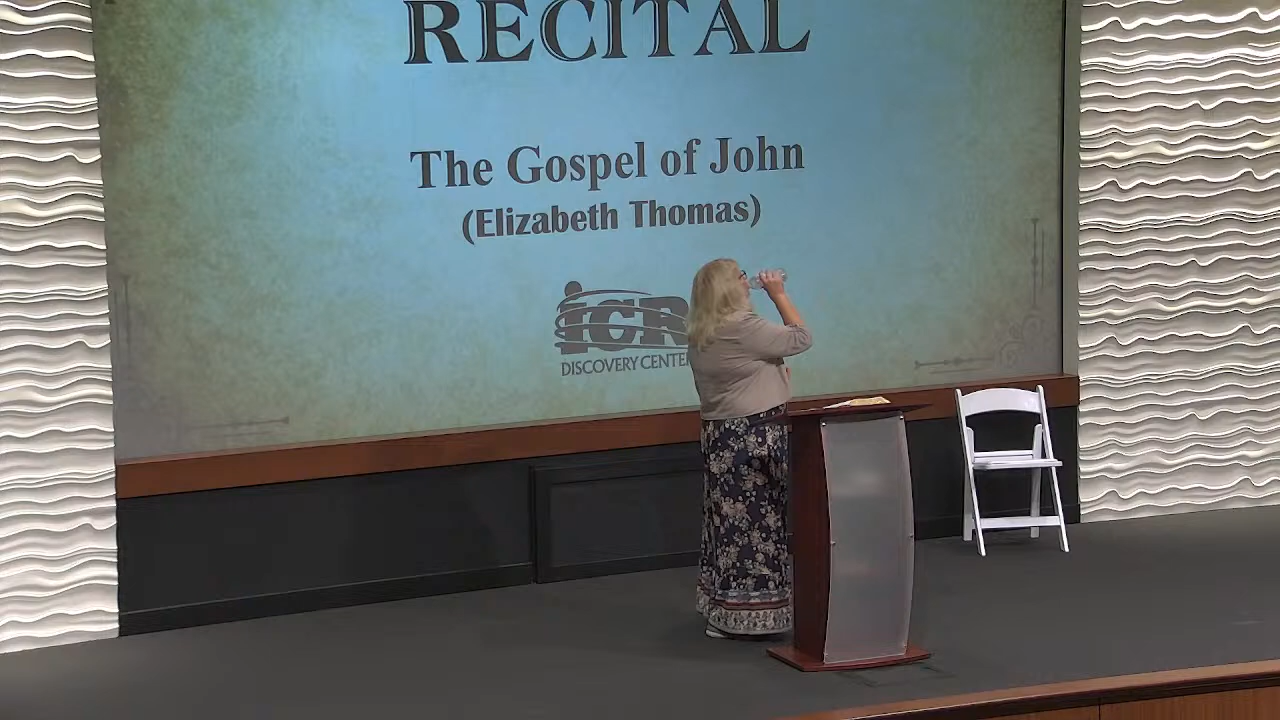 RECITAL
The Gospel of John
(Elizabeth Thomas)
iCR
DISCOVERY CENTER